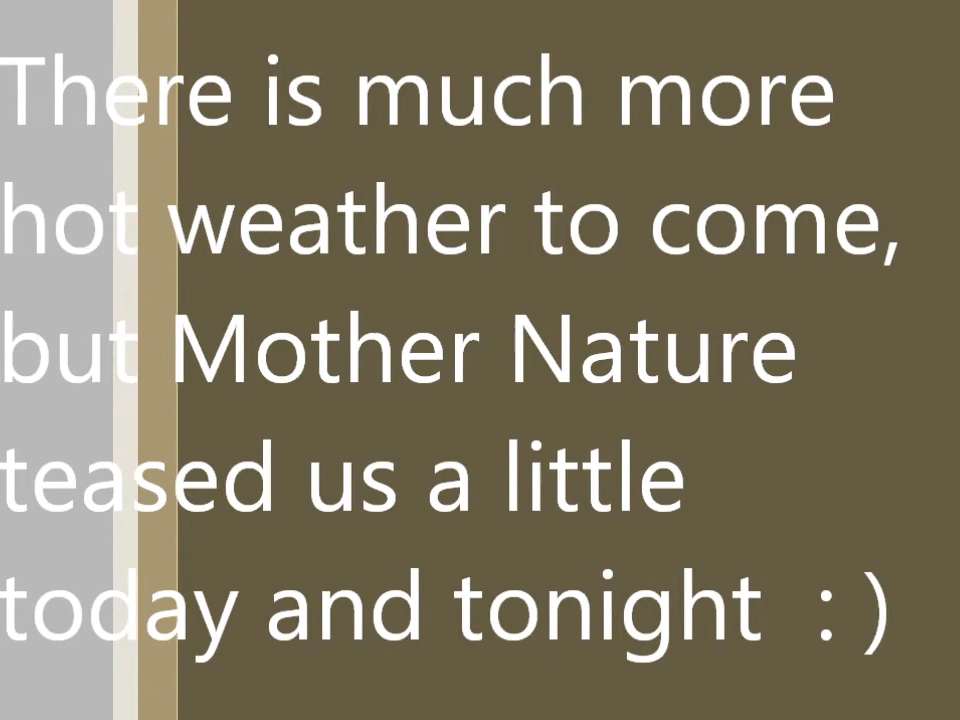 There is much more
hot weather to come,
but Mother Nature
teased us a little
today and tonight  : )